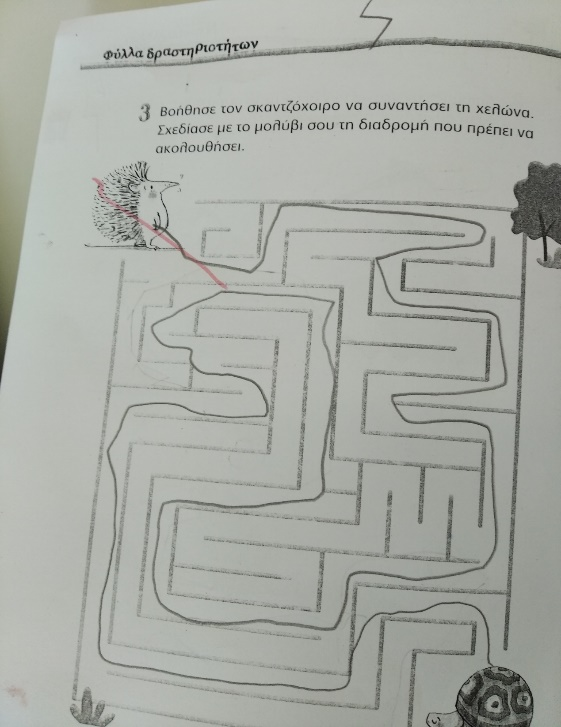 Φύλλα δραστηριοτήτων
3 Βοήθησε τον σκαντζόχοιρο να συναντήσει τη χελώνα.
Σχεδίασε με το μολύβι σου τη διαδρομή που πρέπει να
ακολουθήσει.